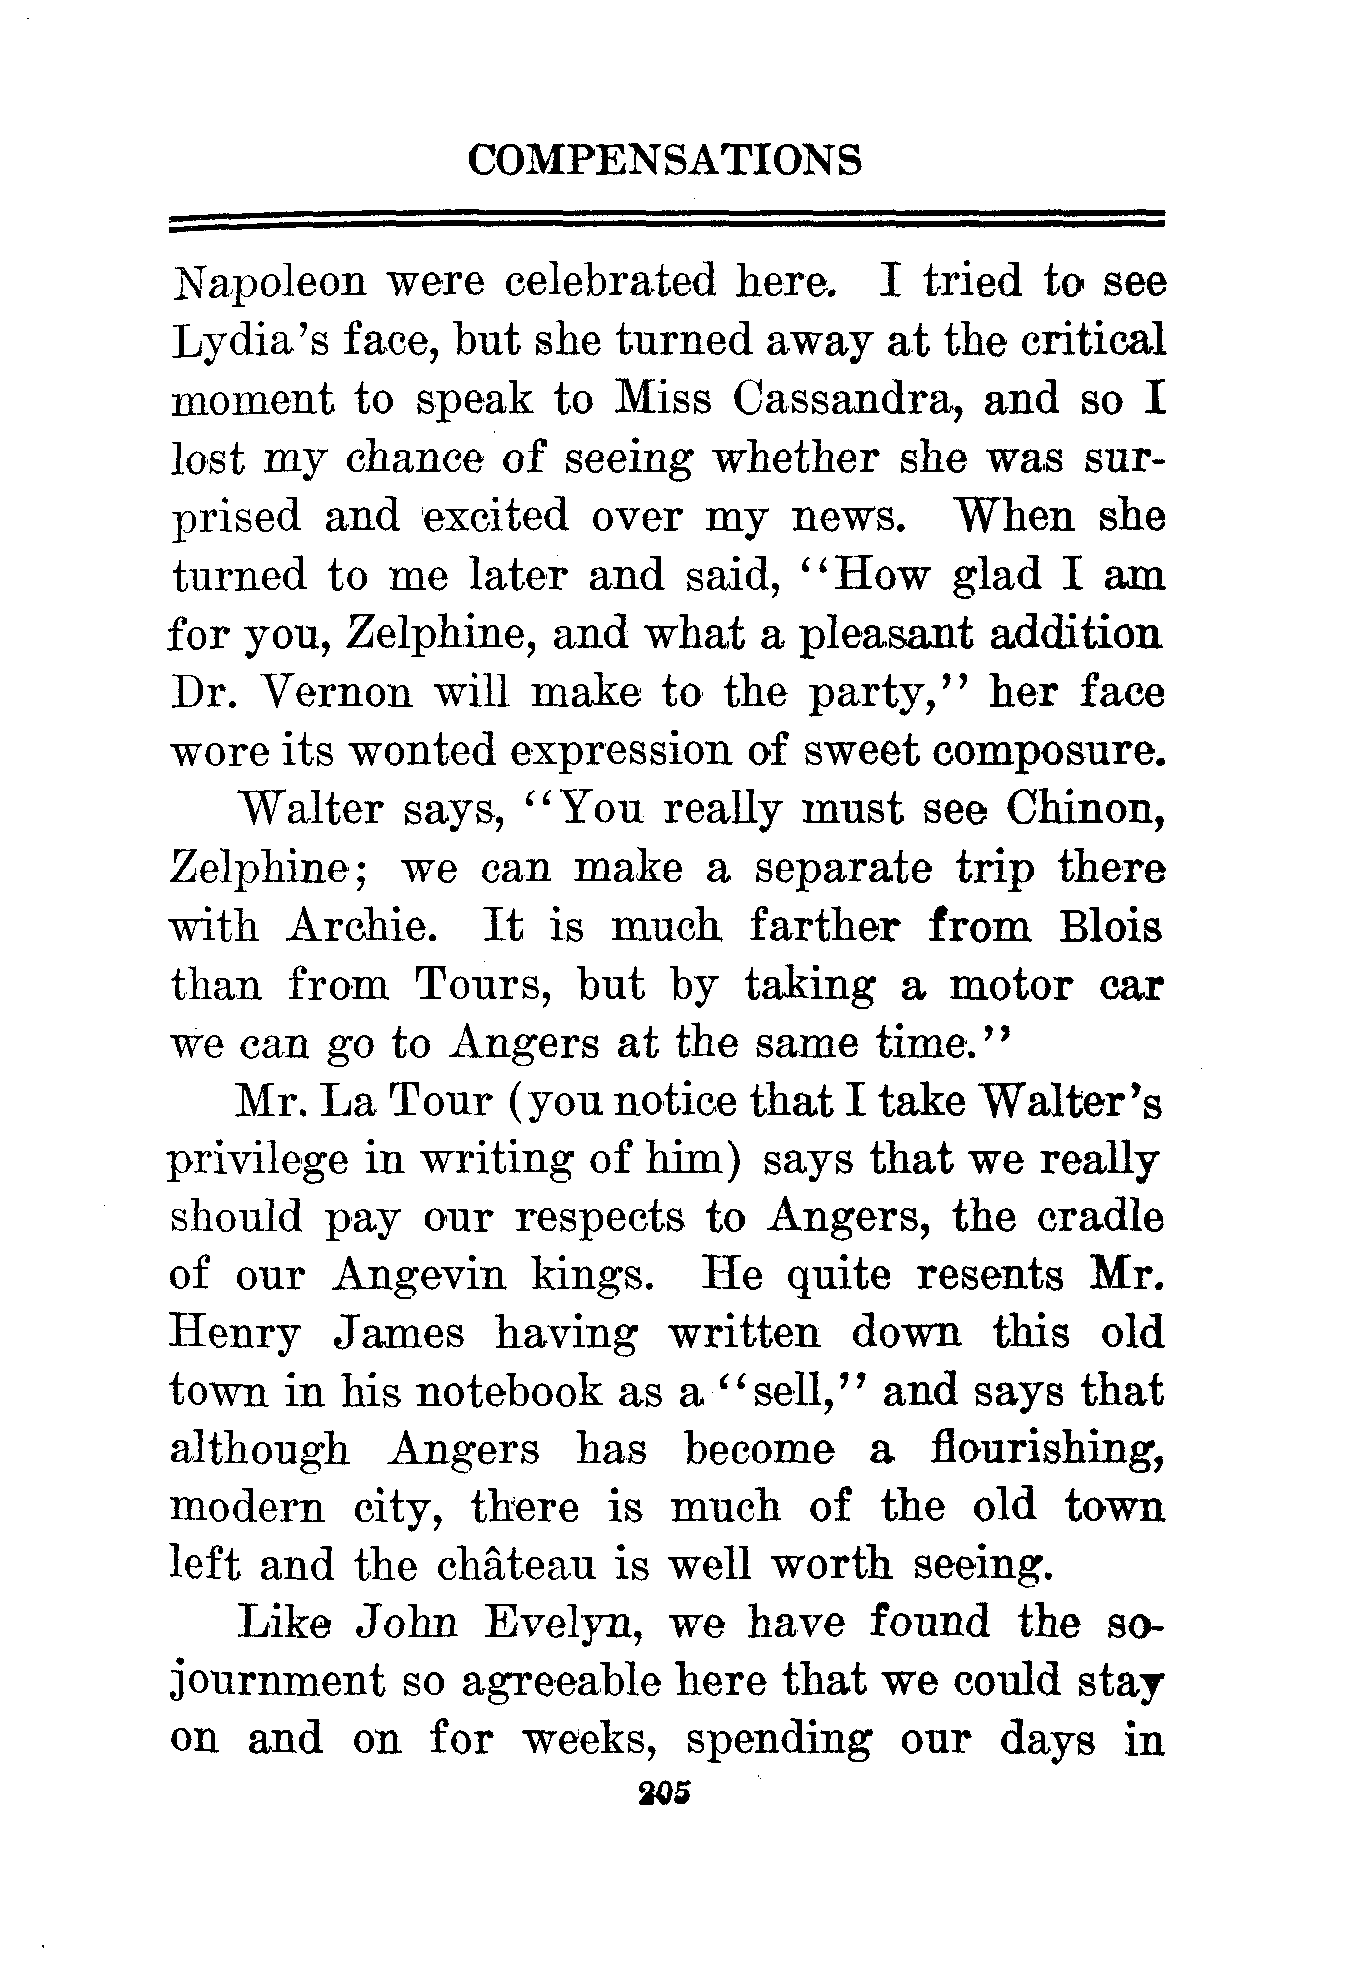 COMPENSATIONS
Napoleon were celebrated here. I tried to see
Lydia's face, but she turned away at the critical
moment to speak to Miss Cassandra, and so I
lost my chance of seeing whether she was sur-
prised and excited over my news. When she
turned to me later and said, "How glad I am
for you, Zelphine, and what a pleasant addition
Dr. Vernon will make to the party," her face
wore its wonted expression of sweet composure.
Walter says, "You really must see Chinon,
Zelphine; we can make a separate trip there
with Archie. It is much farther from Blois
than from Tours, but by taking a motor car
we can go to Angers at the same time."
Mr. La Tour (you notice that I take Walter's
privilege in writing of him) says that we really
should pay our respects to Angers, the cradle
of our Angevin kings. He quite resents Mr.
Henry James having written down this old
town in his notebook as a "sell," and says that
although Angers has become a flourishing,
modern city, there is much of the old town
left and the château is well worth seeing.
Like John Evelyn, we have found the so-
journment so agreeable here that we could stay
on and on for weeks, spending our days in
205